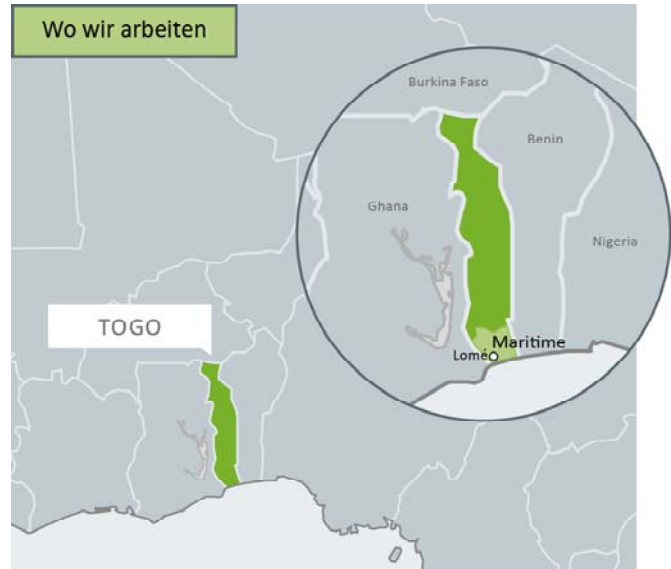 Wo wir arbeiten
Burkina Faso
Benin
Ghana
Nigeria
TOGO
Maritime
Lomé